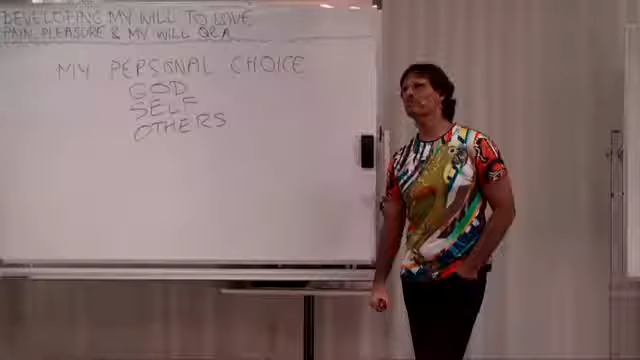 DEVELOPING MY WILL TO LOVE
PAIN, PLEASURE & MY WILL Q&A
MY PERSONAL CHOICE
GOD
SELF
OTHERS